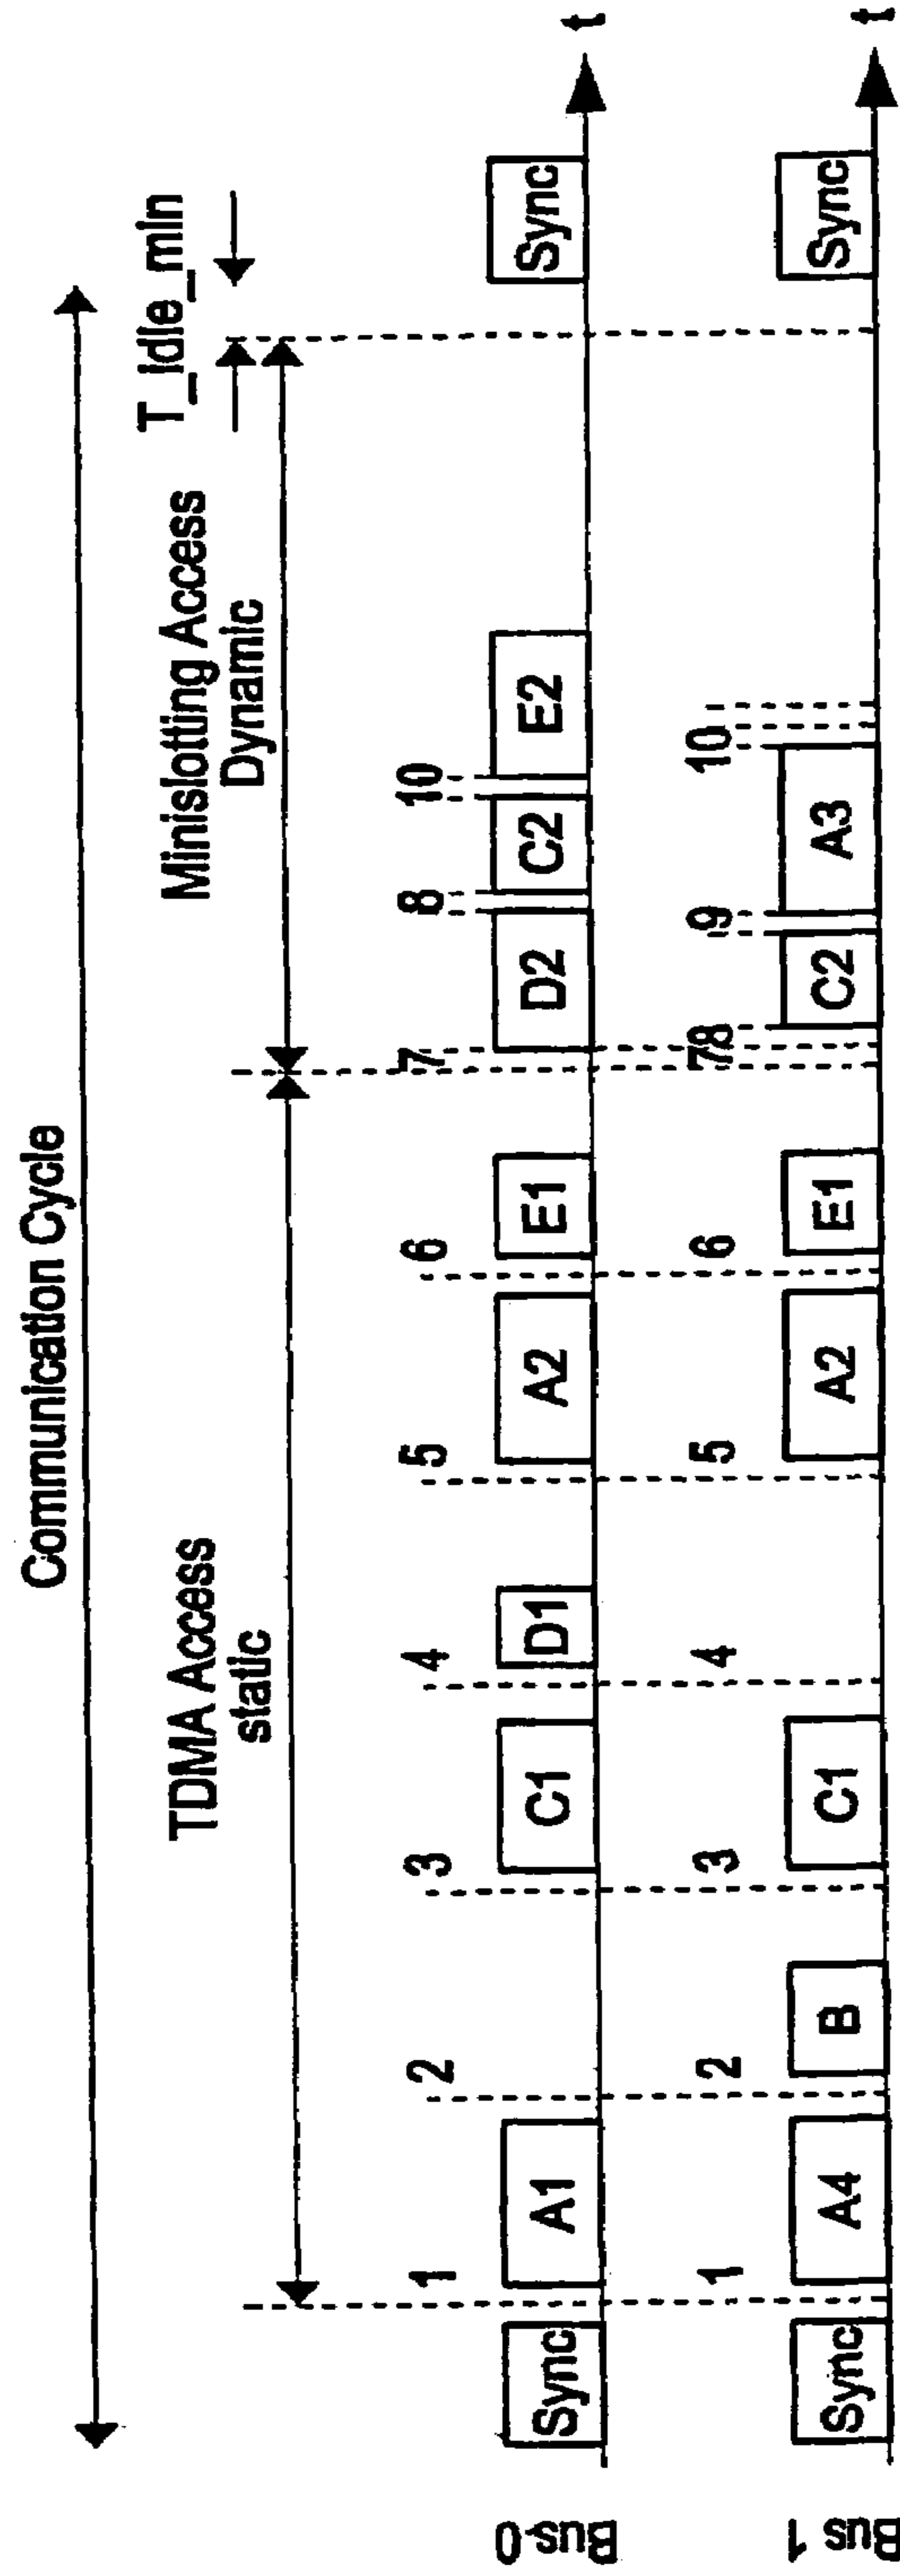 Communication Cycle
TDMA Access
static
Minislotting Access
Dynamic
T_idle_min
1 2 3 4 5 6 7 8 10
Bus 0 Sync A1 C1 D1 A2 E1 D2 C2 E2 Sync t
1 2 3 4 5 6 7 8 9 10
Bus 1 Sync A4 B C1 A2 E1 C2 A3 Sync t